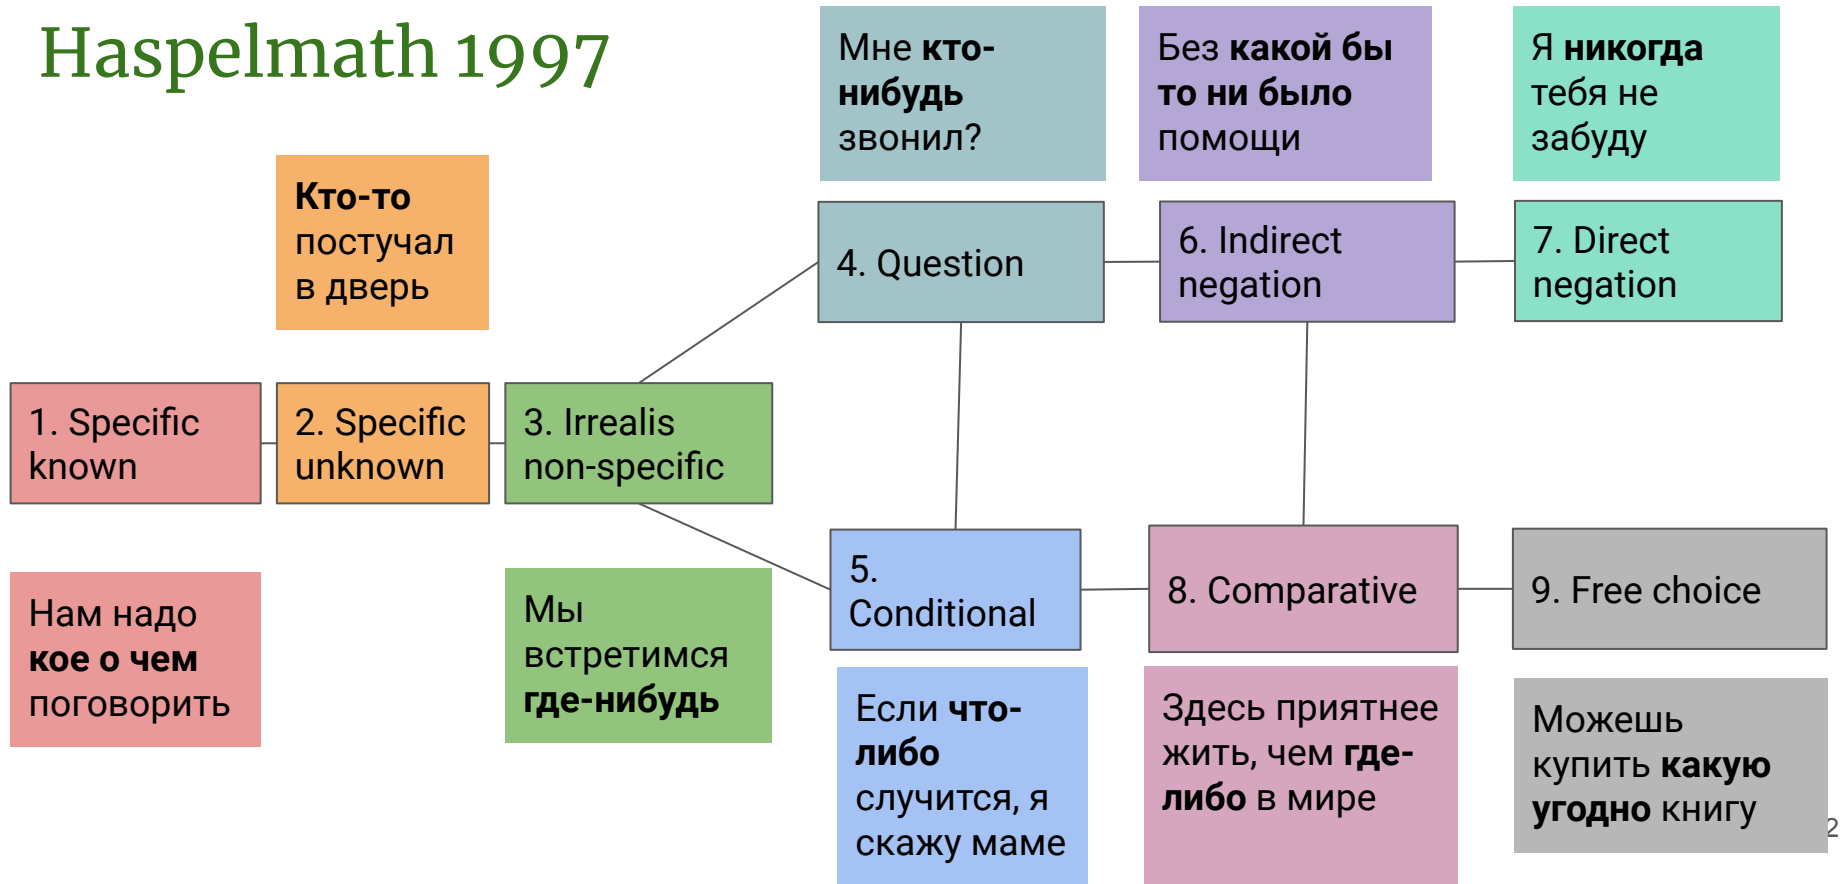 Haspelmath 1997
Мне кто-
нибудь
звонил?
Без какой бы
то ни было
помощи
Я никогда
тебя не
забуду
Кто-то
постучал
в дверь
4. Question
6. Indirect
negation
7. Direct
negation
1. Specific
known
2. Specific
unknown
3. Irrealis
non-specific
5.
Conditional
8. Comparative
9. Free choice
Нам надо
кое о чем
поговорить
Мы
встретимся
где-нибудь
Если что-
либо
случится, я
скажу маме
Здесь приятнее
жить, чем где-
либо в мире
Можешь
купить какую
угодно книгу
2